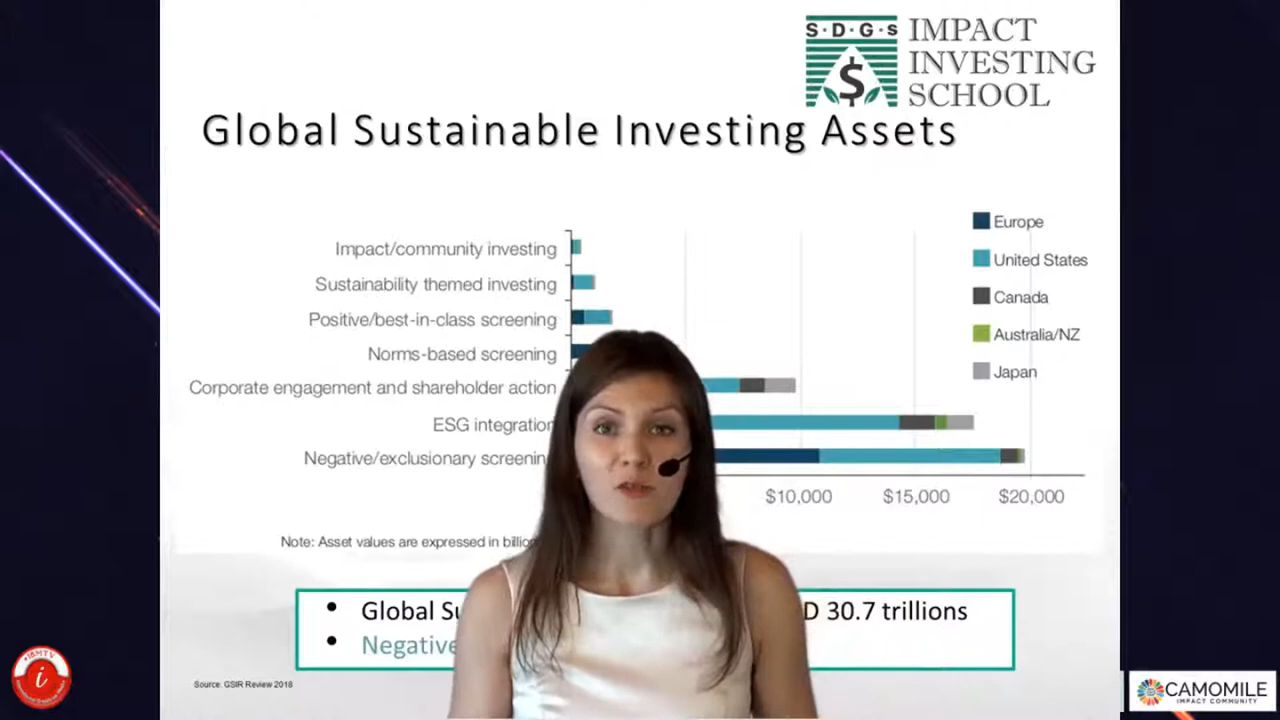 S·D·G·s
IMPACT
INVESTING
SCHOOL
$
Global Sustainable Investing Assets
Europe
United States
Canada
Australia/NZ
Japan
Impact/community investing
Sustainability themed investing
Positive/best-in-class screening
Norms-based screening
Corporate engagement and shareholder action
ESG integration
Negative/exclusionary screening
$10,000 $15,000 $20,000
Note: Asset values are expressed in
• Global 30.7 trillions
• Negative
Source: GSIR Review 2018
i
CAMOMILE
IMPACT COMMUNITY